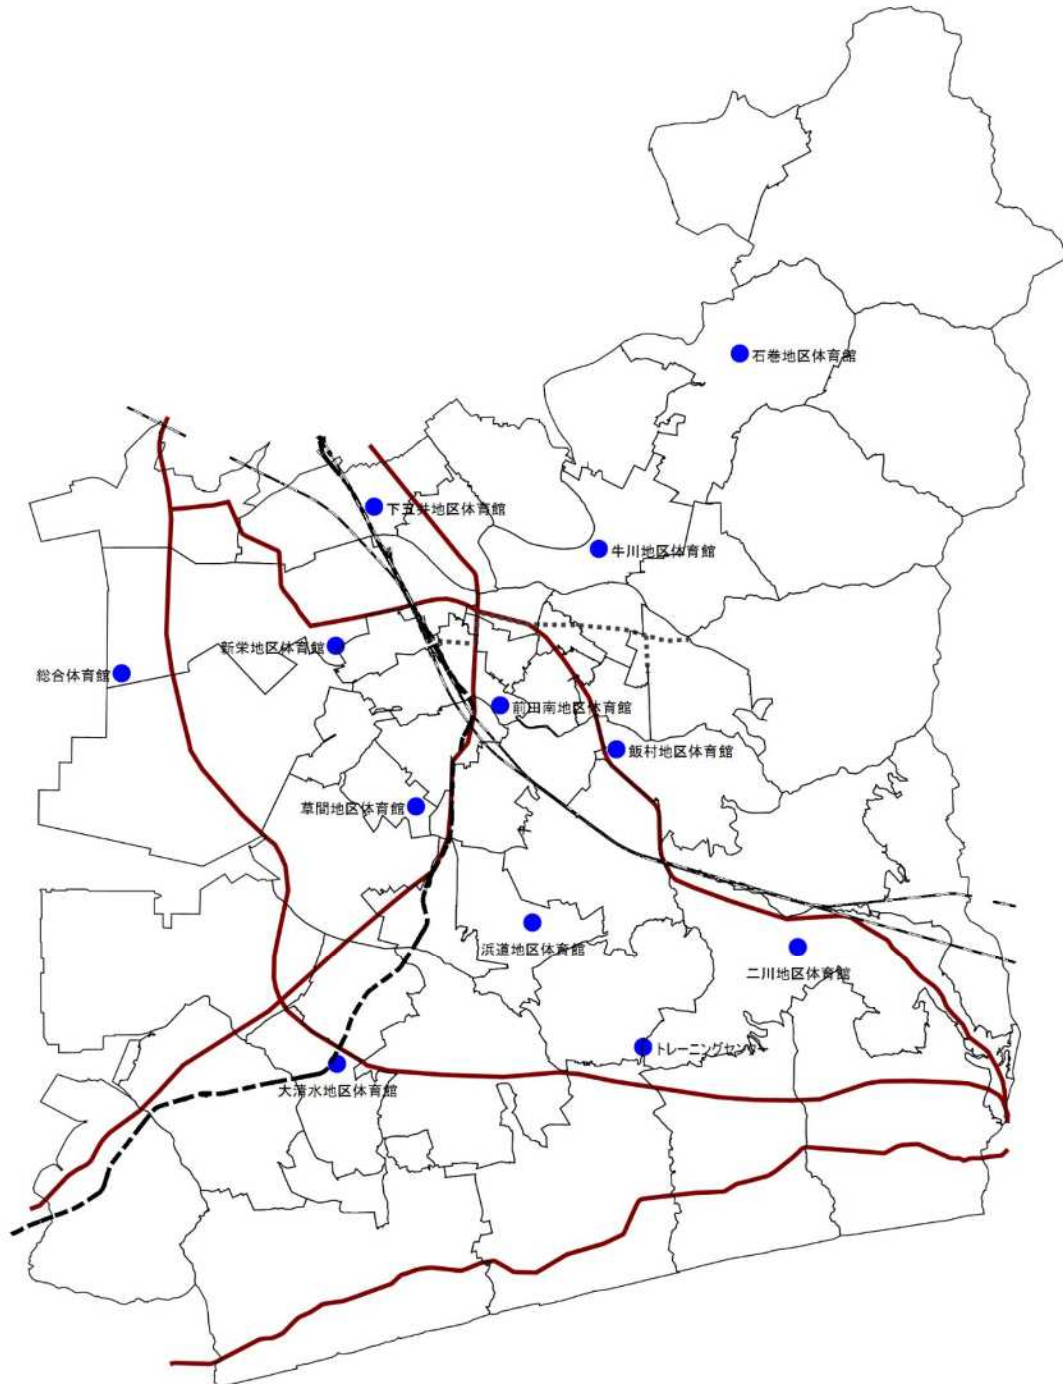 石巻地区体育館
下五井地区体育館
牛川地区体育館
新栄地区体育館
総合体育館
前田南地区体育館
飯村地区体育館
草間地区体育館
浜道地区体育館
二川地区体育館
トレーニングセンター
大清水地区体育館